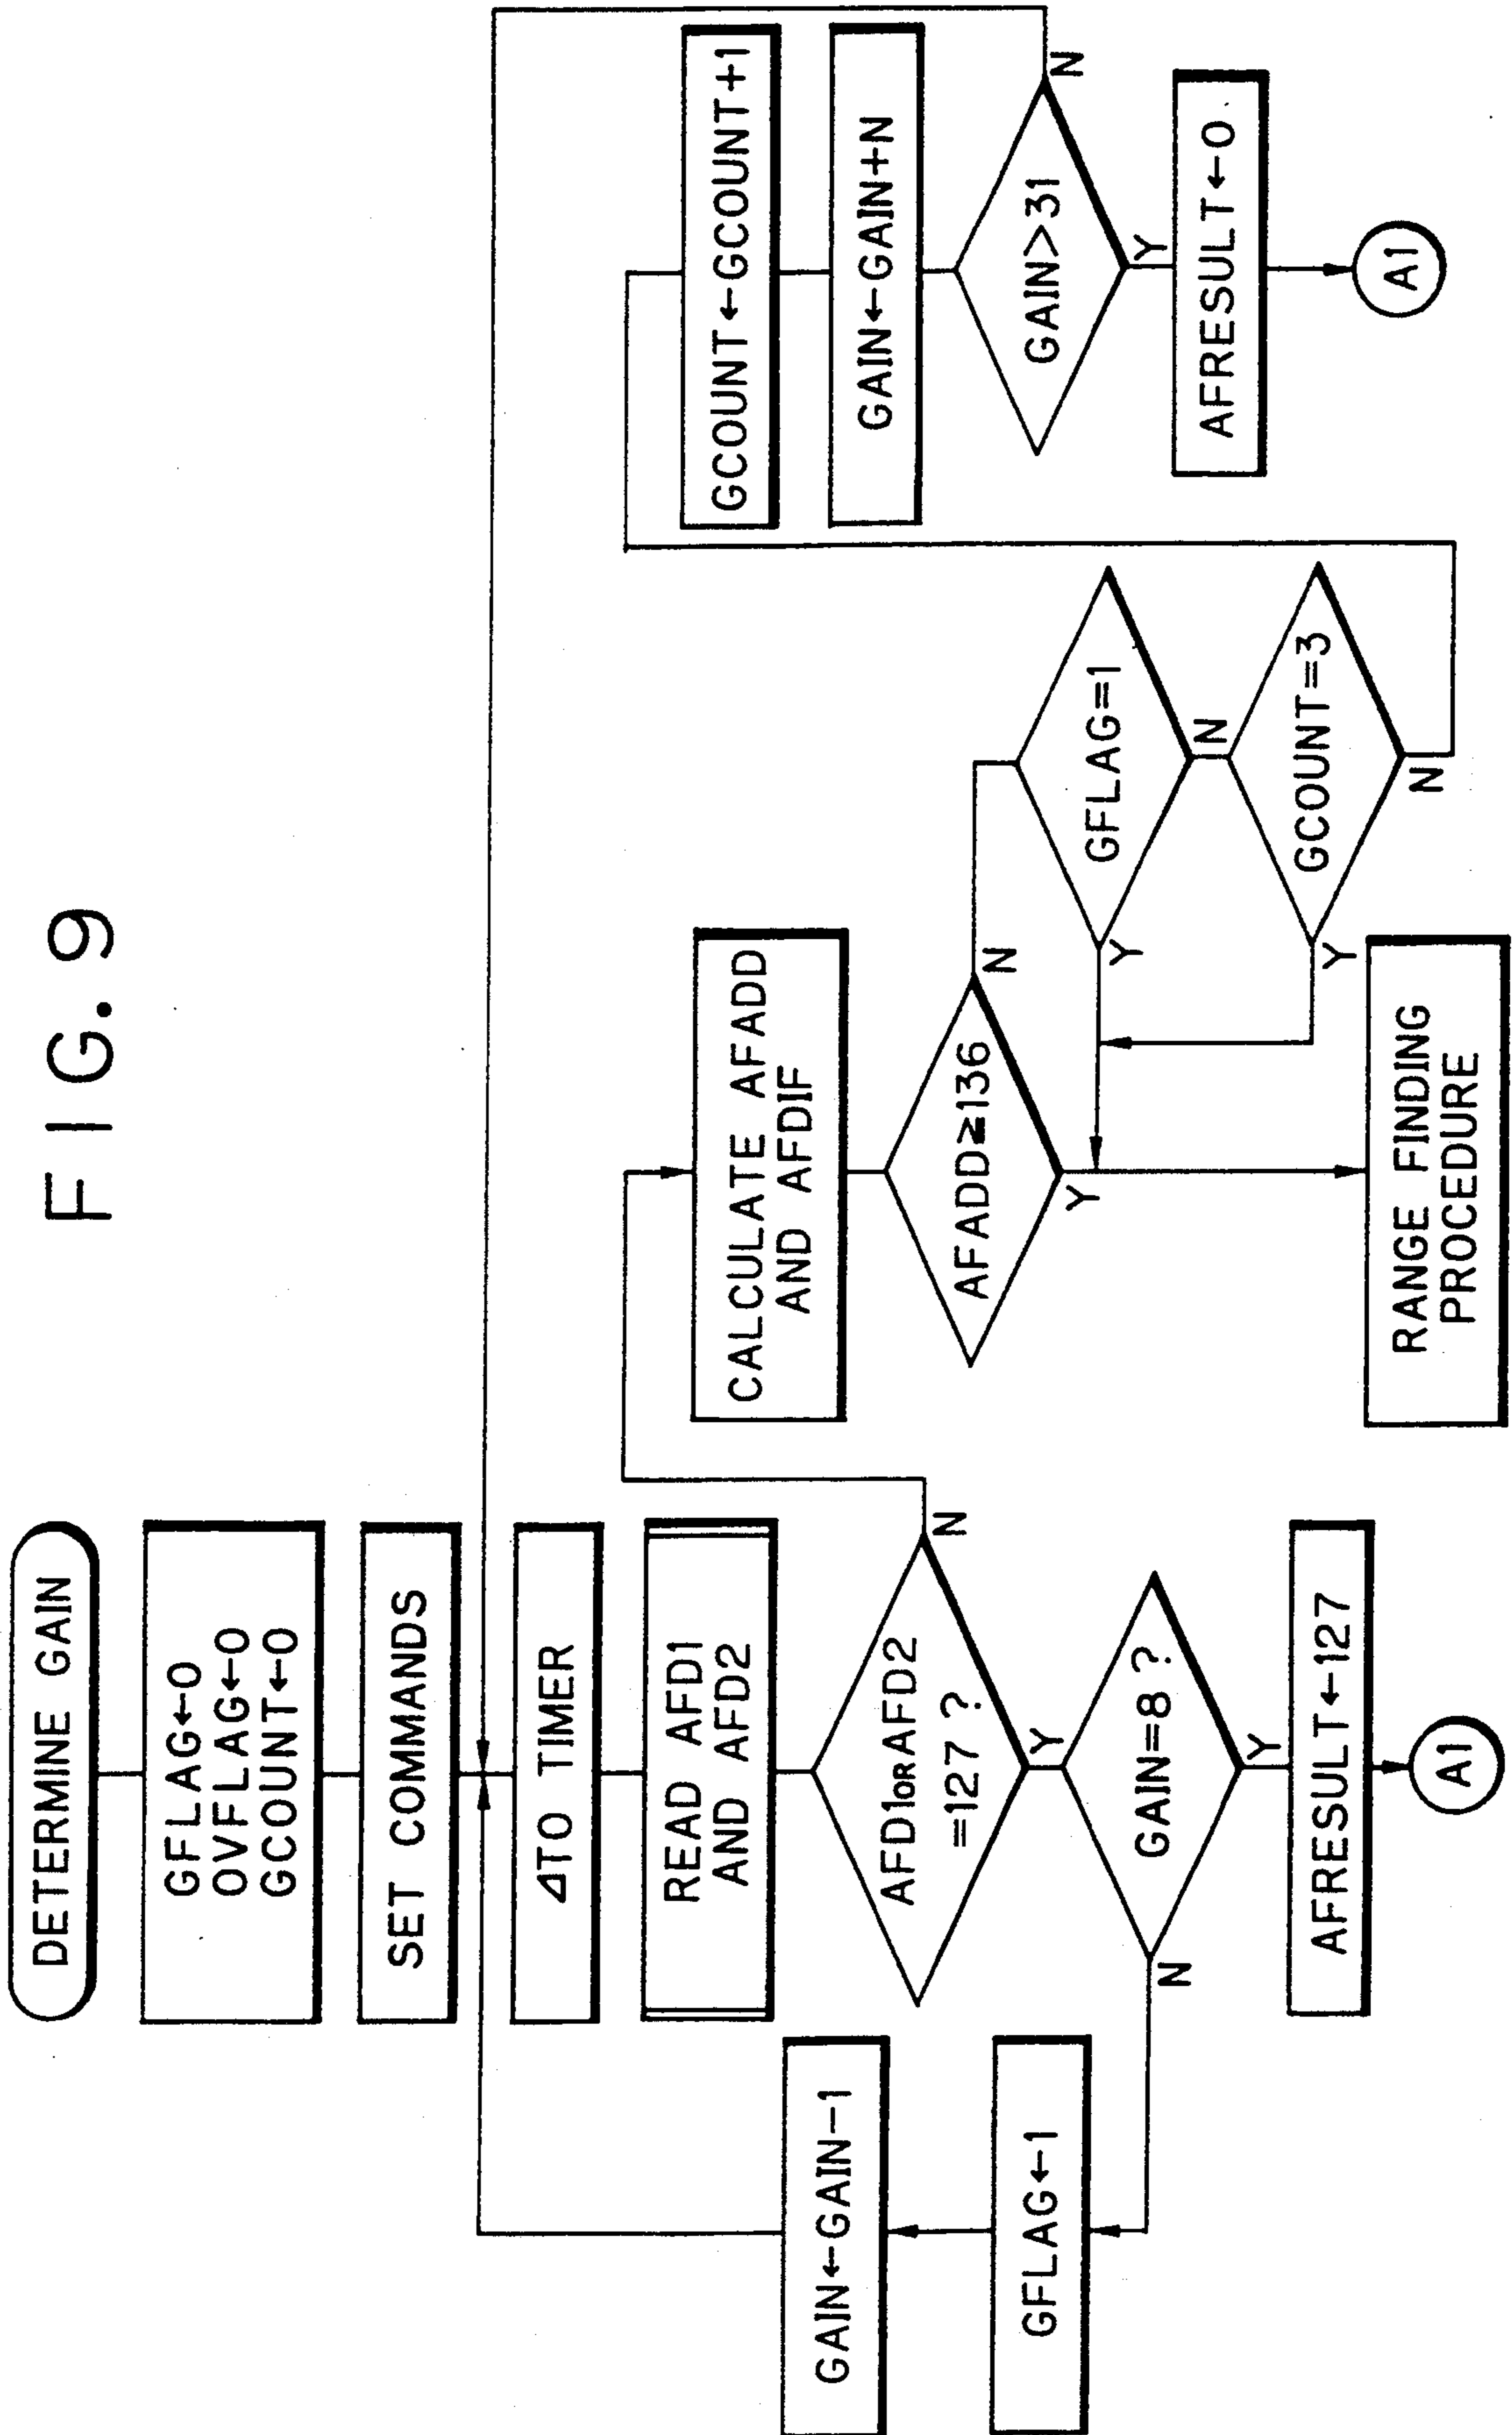 FIG. 9
DETERMINE GAIN
GFLAG←0
OVFLAG←0
GCOUNT←0
SET COMMANDS
⊿TO TIMER
READ AFD1
AND AFD2
AFD1 OR AFD2
=127 ?
N
Y
GAIN=8 ?
N
Y
AFRESULT←127
A1
GFLAG←1
GAIN←GAIN-1
CALCULATE AFADD
AND AFDIF
AFADD≧136
N
Y
GFLAG=1
Y
N
GCOUNT=3
Y
N
RANGE FINDING
PROCEDURE
GCOUNT←GCOUNT+1
GAIN←GAIN+N
GAIN>31
N
Y
AFRESULT←0
A1